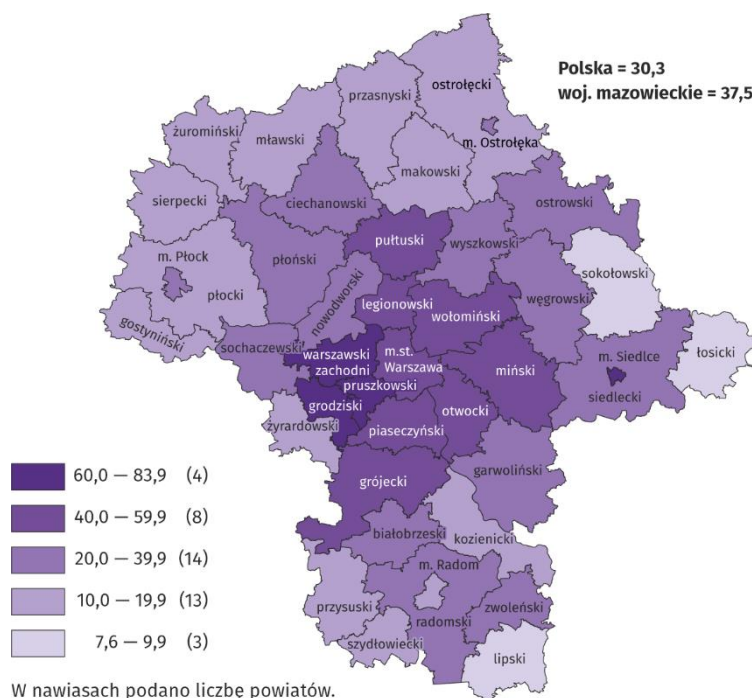 Polska = 30,3
woj. mazowieckie = 37,5
ostrołęcki
przasnyski
żuromiński
mławski
m. Ostrołęka
makowski
sierpecki
ciechanowski
ostrowski
pułtuski
wyszkowski
m. Płock
płoński
sokołowski
płocki
nowodworski
legionowski
wołomiński
węgrowski
gostyniński
sochaczewski
warszawski
zachodni
m.st.
Warszawa
miński
m. Siedlce
łosicki
pruszkowski
siedlecki
grodziski
otwocki
żyrardowski
piaseczyński
garwoliński
grójecki
białobrzeski
kozienicki
m. Radom
przysuski
zwoleński
radomski
szydłowiecki
lipski
60,0 — 83,9 (4)
40,0 — 59,9 (8)
20,0 — 39,9 (14)
10,0 — 19,9 (13)
7,6 — 9,9 (3)
W nawiasach podano liczbę powiatów.